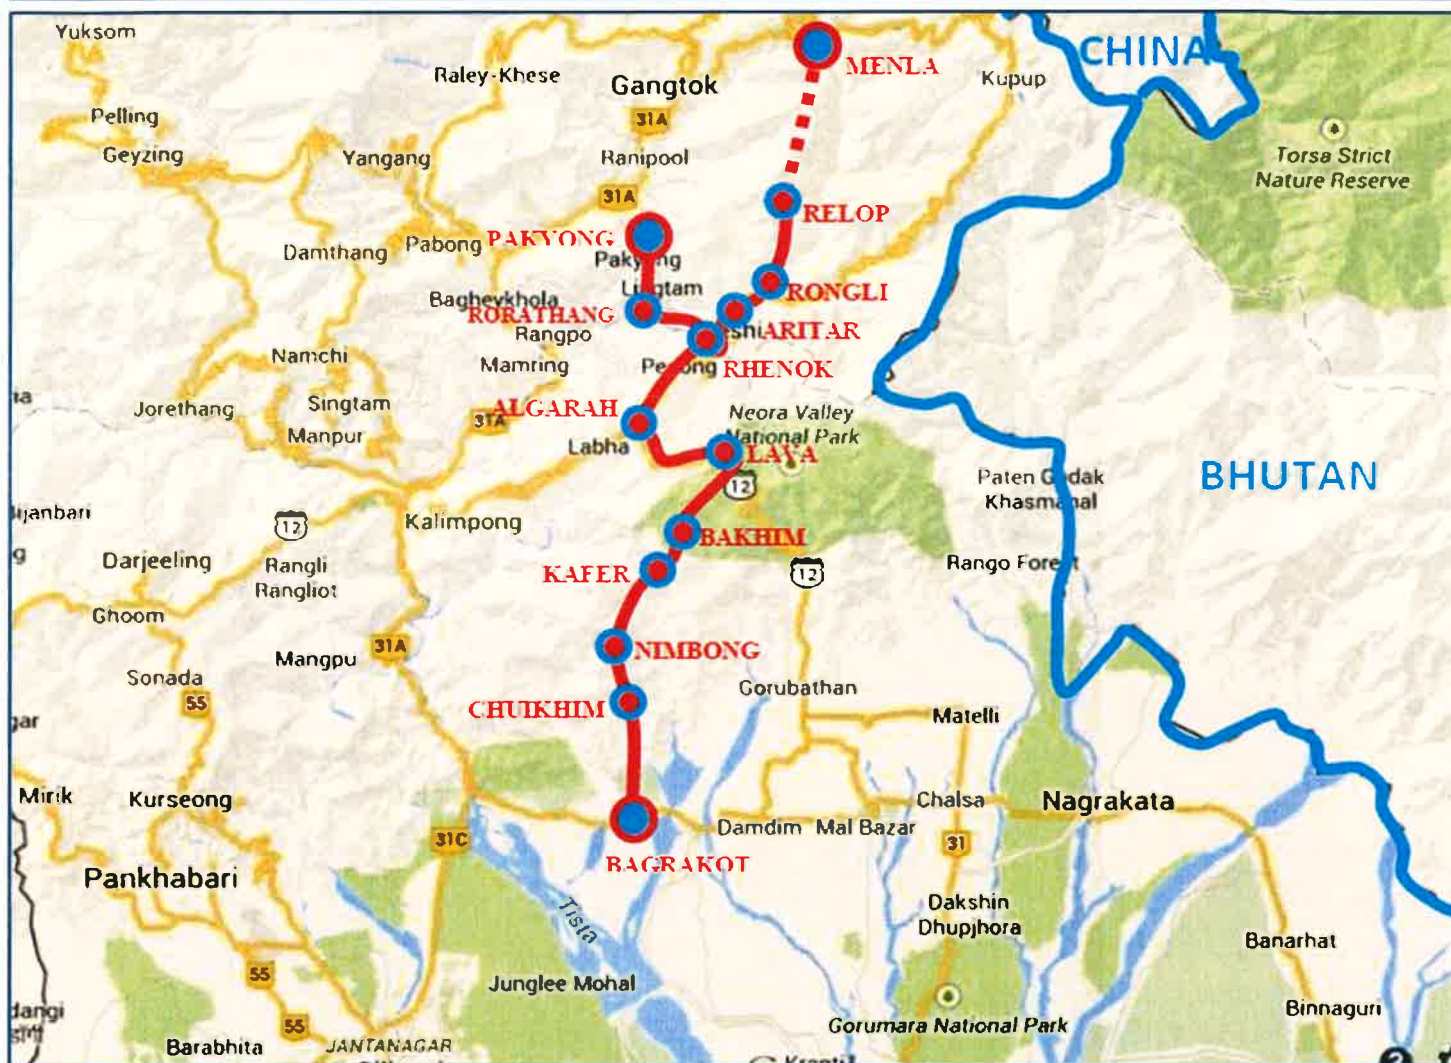 Yuksom
CHINA
MENLA
Raley-Khese
Gangtok
Kupup
Pelling
31A
Geyzing
Yangang
Ranipool
Torsa Strict
Nature Reserve
31A
RELOP
PAKYONG
Damthang
Pabong
RONGLI
Baghevkhola
RORATHANG
Rangpo
ARITAR
Namchi
Mamring
RHENOK
Jorethang
Singtam
ALGARAH
31A
Neora Valley
National Park
Manpur
Labha
LAVA
BHUTAN
12
Khasmahal
12
Kalimpong
BAKHIM
Darjeeling
Rangli
Rangliot
KAFER
12
Ghoom
31A
NIMBONG
Mangpu
Sonada
Gorubathan
55
CHUIKHIM
Matelli
Mirik
Kurseong
Chalsa
Nagrakata
Damdim
Mal Bazar
31C
31
BAGRAKOT
Pankhabari
Tista
Dakshin
Dhupjhora
Banarhat
55
Junglee Mohal
Binnaguri
55
Gorumara National Park
Barabhita
JANTANAGAR